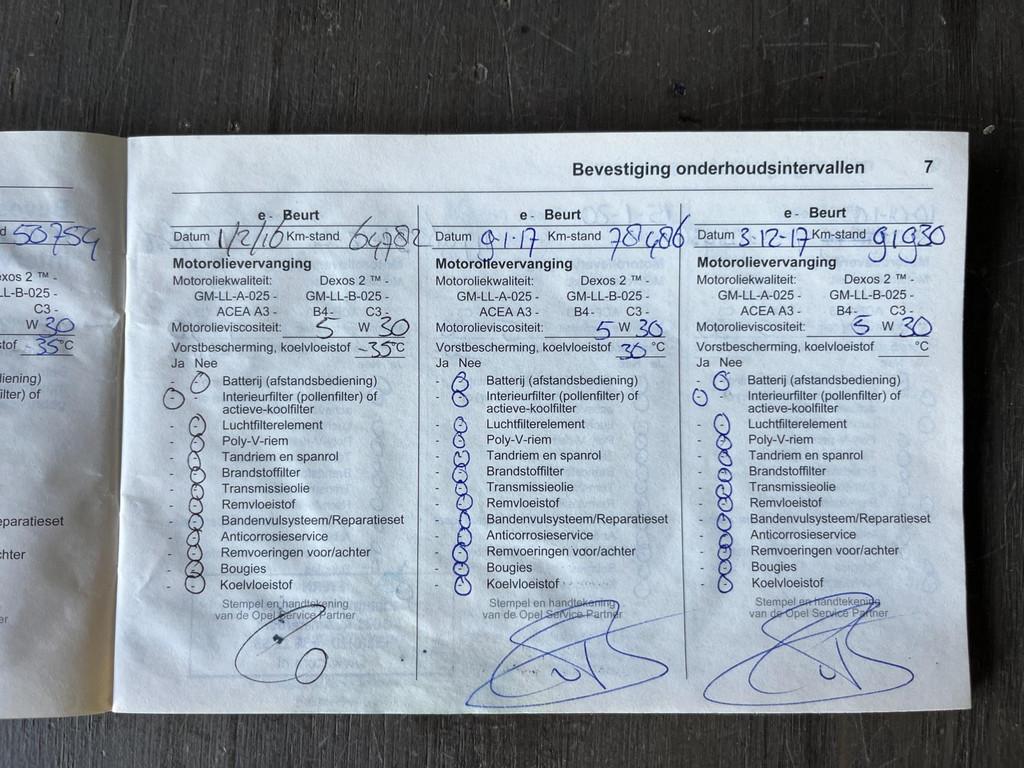 d 50754
exos 2 ™ -
LL-B-025 -
C3 -
W 30
tof -35°C
iening)
ilter) of
eparatieset
chter
er
Bevestiging onderhoudsintervallen 7
e - Beurt
Datum 1/2/16 Km-stand 64782
Motorolievervanging
Motoroliekwaliteit: Dexos 2 ™ -
GM-LL-A-025 - GM-LL-B-025 -
ACEA A3 - B4- C3 -
Motorolieviscositeit: 5 W 30
Vorstbescherming, koelvloeistof -35°C
Ja Nee
- Batterij (afstandsbediening)
- Interieurfilter (pollenfilter) of
actieve-koolfilter
- Luchtfilterelement
- Poly-V-riem
- Tandriem en spanrol
- Brandstoffilter
- Transmissieolie
- Remvloeistof
- Bandenvulsysteem/Reparatieset
- Anticorrosieservice
- Remvoeringen voor/achter
- Bougies
- Koelvloeistof
Stempel en handtekening
van de Opel Service Partner
e - Beurt
Datum 9-1-17 Km-stand 78486
Motorolievervanging
Motoroliekwaliteit: Dexos 2 ™ -
GM-LL-A-025 - GM-LL-B-025 -
ACEA A3 - B4- C3 -
Motorolieviscositeit: 5 W 30
Vorstbescherming, koelvloeistof 30 °C
Ja Nee
- Batterij (afstandsbediening)
- Interieurfilter (pollenfilter) of
actieve-koolfilter
- Luchtfilterelement
- Poly-V-riem
- Tandriem en spanrol
- Brandstoffilter
- Transmissieolie
- Remvloeistof
- Bandenvulsysteem/Reparatieset
- Anticorrosieservice
- Remvoeringen voor/achter
- Bougies
- Koelvloeistof
Stempel en handtekening
van de Opel Service Partner
e - Beurt
Datum 3-12-17 Km-stand 91930
Motorolievervanging
Motoroliekwaliteit: Dexos 2 ™ -
GM-LL-A-025 - GM-LL-B-025 -
ACEA A3 - B4- C3 -
Motorolieviscositeit: 5 W 30
Vorstbescherming, koelvloeistof °C
Ja Nee
- Batterij (afstandsbediening)
- Interieurfilter (pollenfilter) of
actieve-koolfilter
- Luchtfilterelement
- Poly-V-riem
- Tandriem en spanrol
- Brandstoffilter
- Transmissieolie
- Remvloeistof
- Bandenvulsysteem/Reparatieset
- Anticorrosieservice
- Remvoeringen voor/achter
- Bougies
- Koelvloeistof
Stempel en handtekening
van de Opel Service Partner